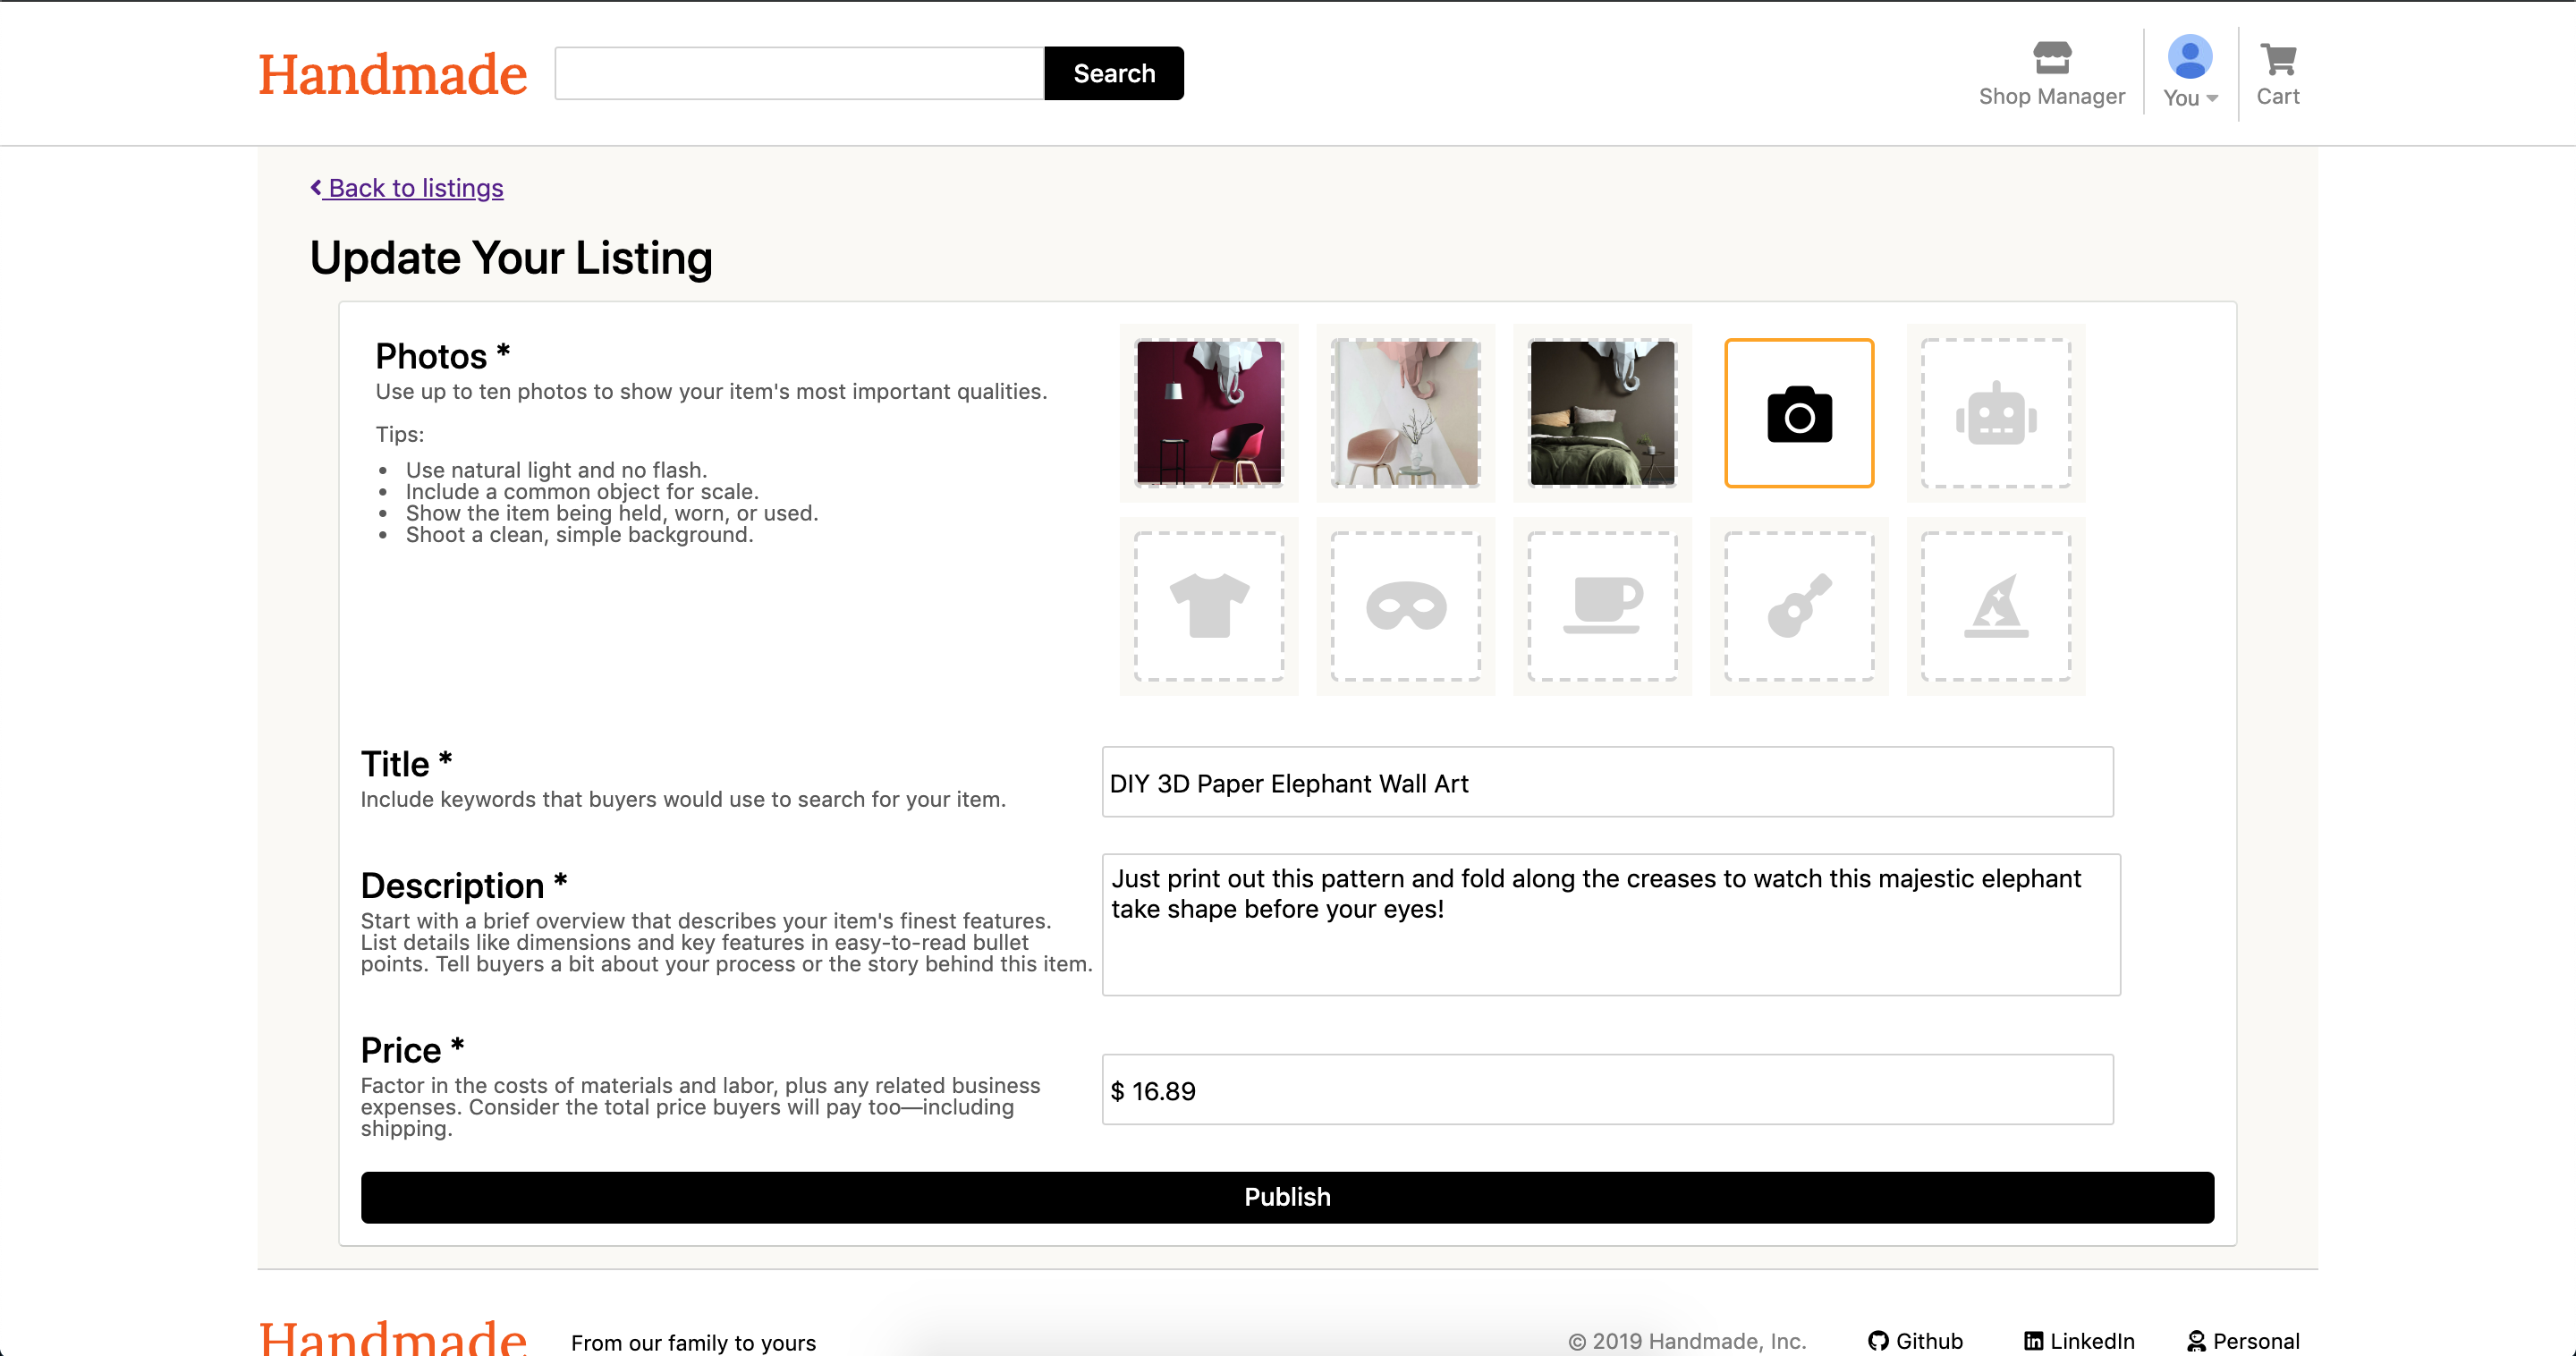 Handmade
Search
Shop Manager
You
Cart
Back to listings
Update Your Listing
Photos *
Use up to ten photos to show your item's most important qualities.
Tips:
Use natural light and no flash.
Include a common object for scale.
Show the item being held, worn, or used.
Shoot a clean, simple background.
Title *
Include keywords that buyers would use to search for your item.
DIY 3D Paper Elephant Wall Art
Description *
Start with a brief overview that describes your item's finest features.
List details like dimensions and key features in easy-to-read bullet
points. Tell buyers a bit about your process or the story behind this item.
Just print out this pattern and fold along the creases to watch this majestic elephant
take shape before your eyes!
Price *
Factor in the costs of materials and labor, plus any related business
expenses. Consider the total price buyers will pay too—including
shipping.
$ 16.89
Publish
Handmade
From our family to yours
© 2019 Handmade, Inc.
Github
LinkedIn
Personal